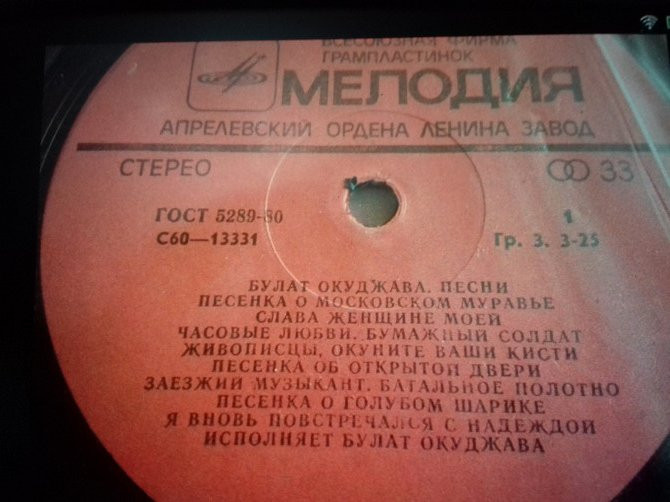 ВСЕСОЮЗНАЯ ФИРМА
ГРАМПЛАСТИНОК
МЕЛОДИЯ
АПРЕЛЕВСКИЙ ОРДЕНА ЛЕНИНА ЗАВОД
СТЕРЕО 33
ГОСТ 5289-80 1
С60—13331 Гр. 3. 3-25
БУЛАТ ОКУДЖАВА. ПЕСНИ
ПЕСЕНКА О МОСКОВСКОМ МУРАВЬЕ
СЛАВА ЖЕНЩИНЕ МОЕЙ
ЧАСОВЫЕ ЛЮБВИ. БУМАЖНЫЙ СОЛДАТ
ЖИВОПИСЦЫ, ОКУНИТЕ ВАШИ КИСТИ
ПЕСЕНКА ОБ ОТКРЫТОЙ ДВЕРИ
ЗАЕЗЖИЙ МУЗЫКАНТ. БАТАЛЬНОЕ ПОЛОТНО
ПЕСЕНКА О ГОЛУБОМ ШАРИКЕ
Я ВНОВЬ ПОВСТРЕЧАЛСЯ С НАДЕЖДОЙ
ИСПОЛНЯЕТ БУЛАТ ОКУДЖАВА